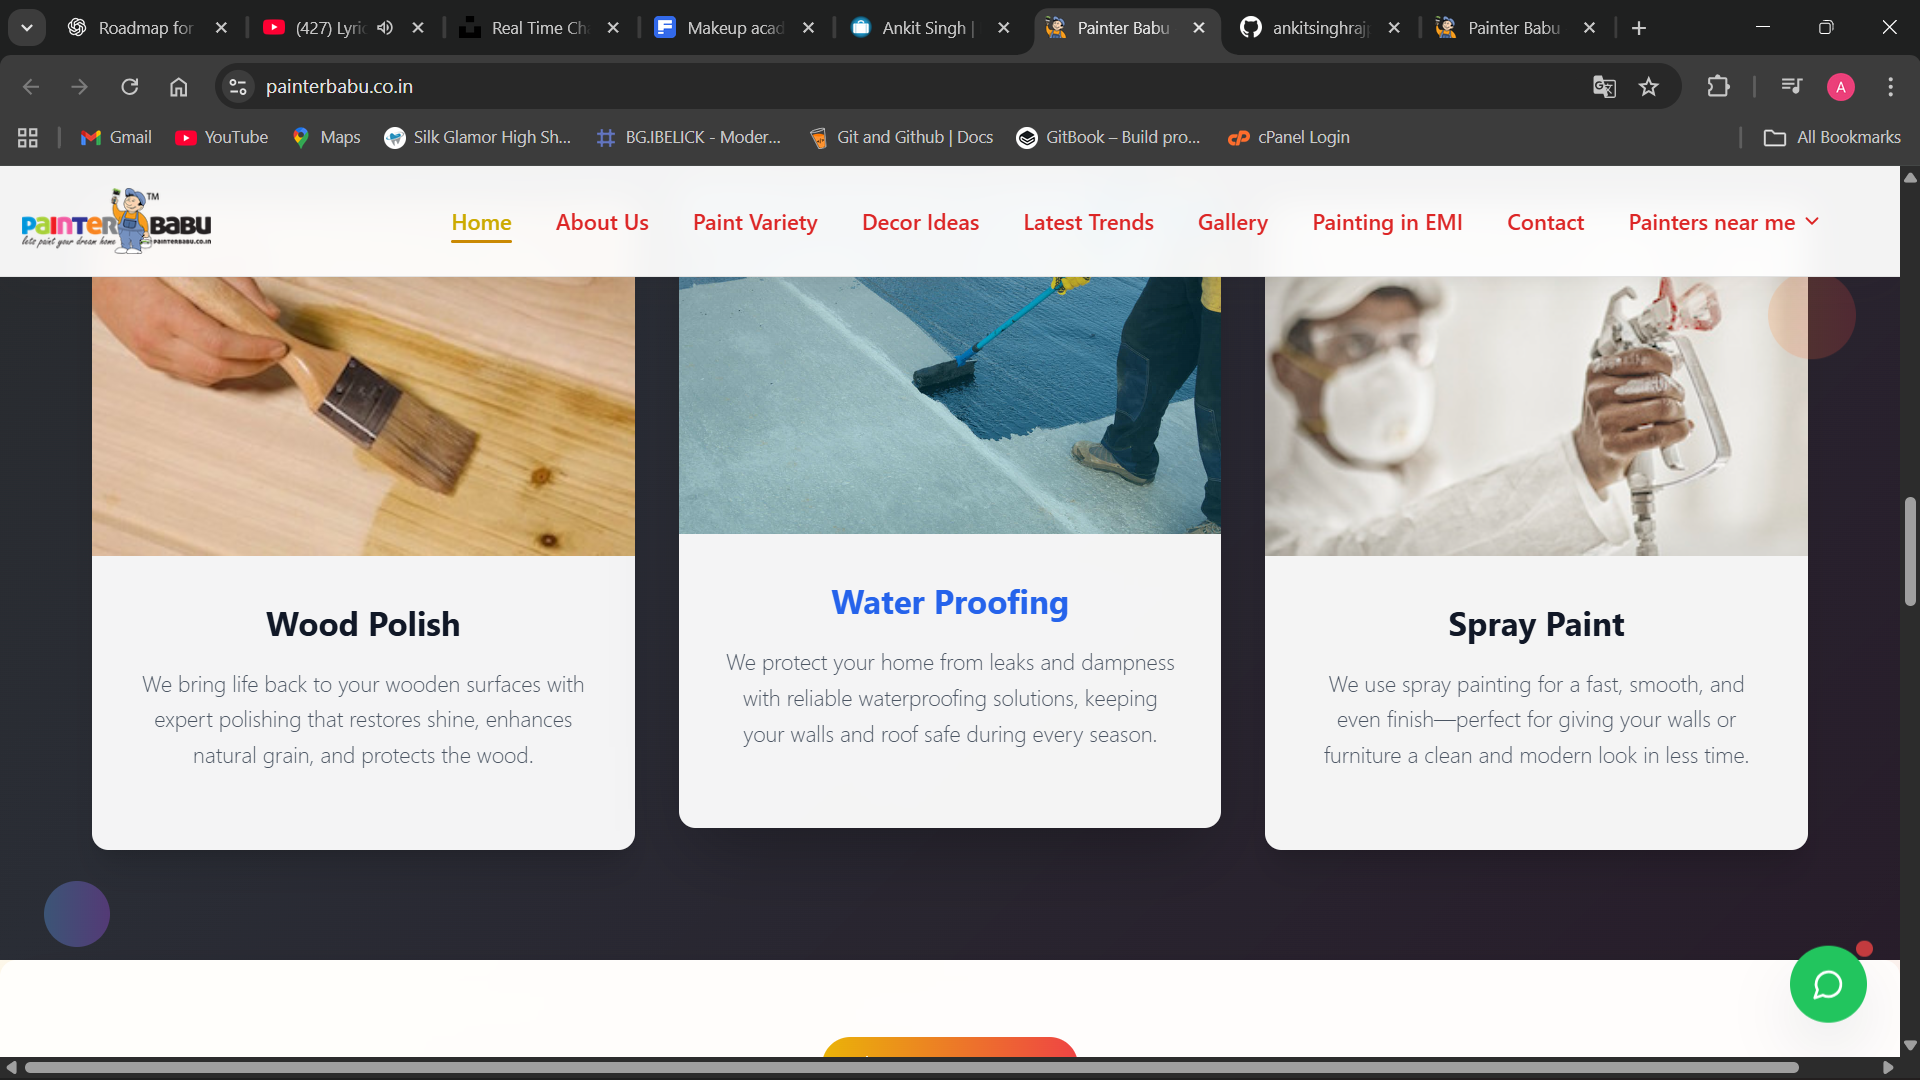 Roadmap for
(427) Lyri
Real Time Ch
Makeup acad
Ankit Singh |
Painter Babu
ankitsinghraj
Painter Babu
painterbabu.co.in
A
Gmail
YouTube
Maps
Silk Glamor High Sh...
BG.IBELICK - Moder...
Git and Github | Docs
GitBook – Build pro...
cPanel Login
All Bookmarks
PAINTER BABU
TM
lets paint your dream home
PAINTERBABU.CO.IN
Home
About Us
Paint Variety
Decor Ideas
Latest Trends
Gallery
Painting in EMI
Contact
Painters near me
Wood Polish
We bring life back to your wooden surfaces with
expert polishing that restores shine, enhances
natural grain, and protects the wood.
Water Proofing
We protect your home from leaks and dampness
with reliable waterproofing solutions, keeping
your walls and roof safe during every season.
Spray Paint
We use spray painting for a fast, smooth, and
even finish—perfect for giving your walls or
furniture a clean and modern look in less time.